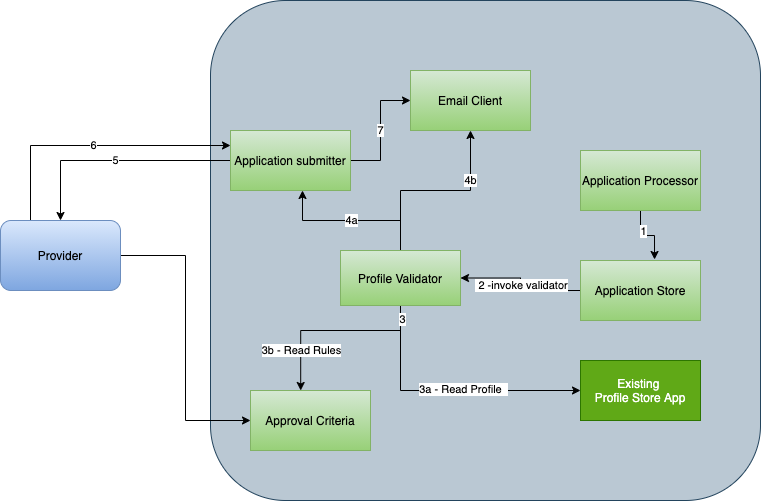 Email Client
7
6
Application submitter
5
4b
Application Processor
4a
1
Provider
Profile Validator
2 -invoke validator
Application Store
3
3b - Read Rules
3a - Read Profile
Existing
Profile Store App
Approval Criteria